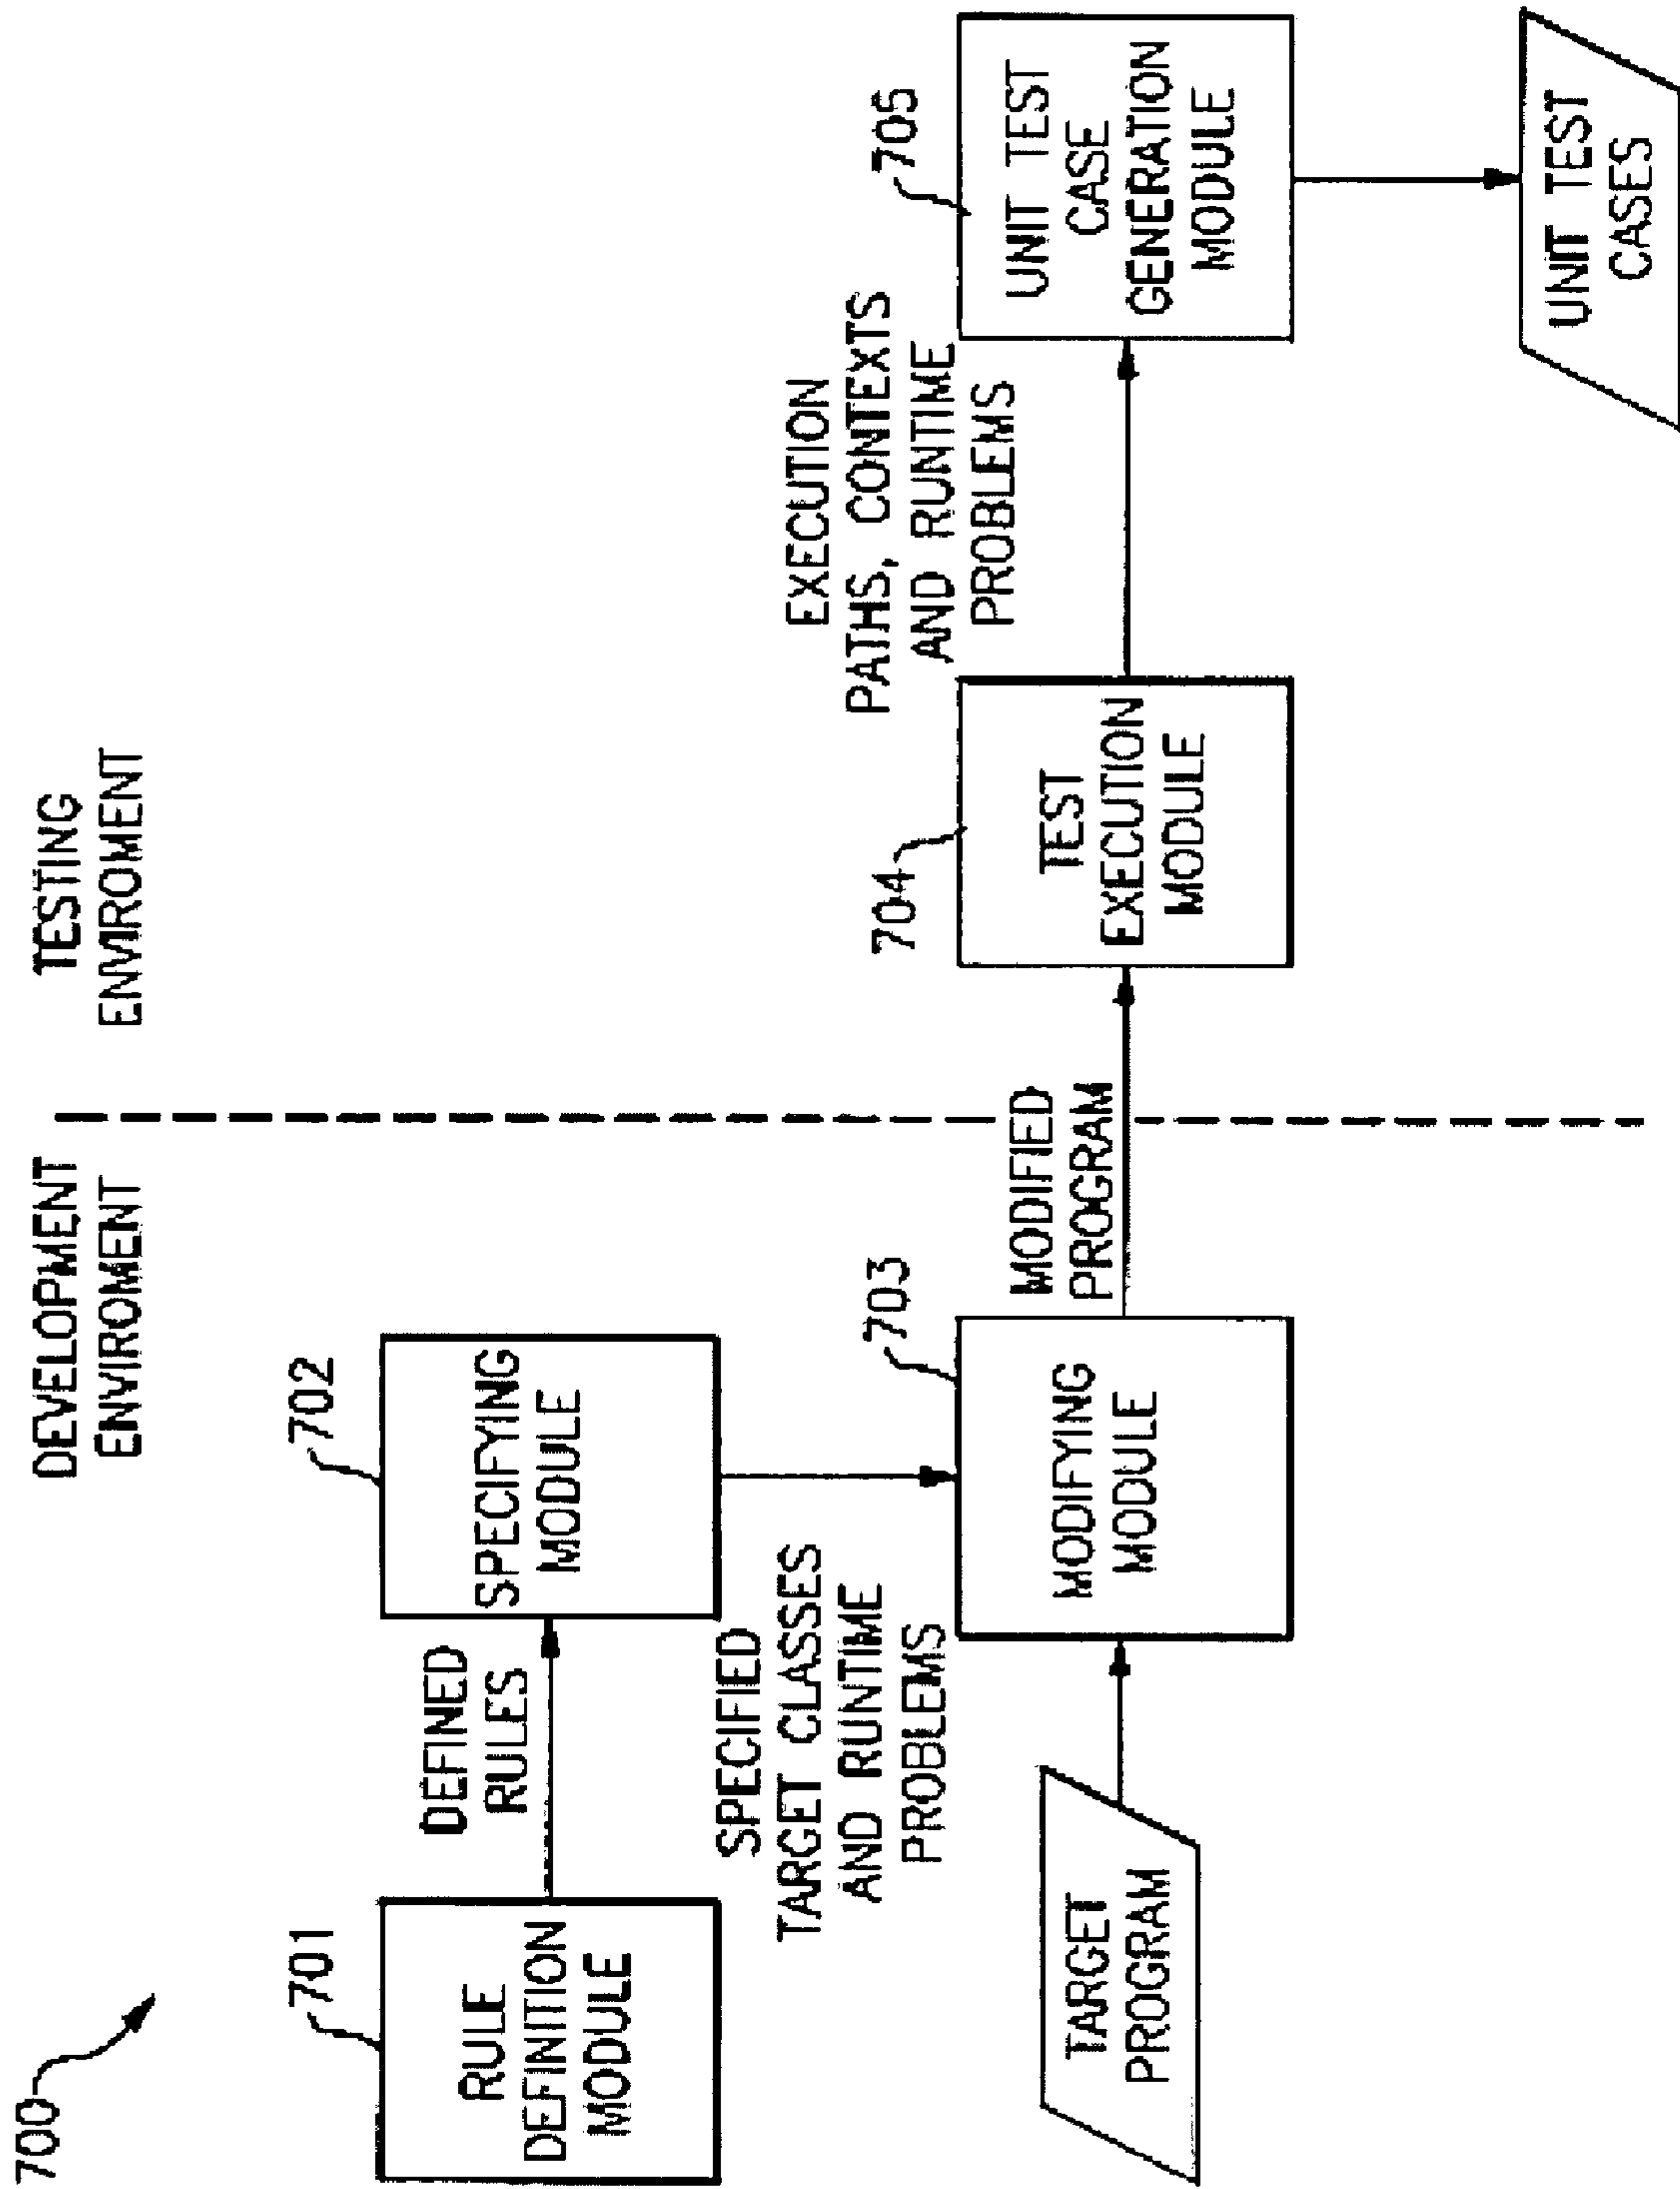 700
DEVELOPMENT
ENVIROMENT
TESTING
ENVIROMENT
701
RULE
DEFINITION
MODULE
DEFINED
RULES
702
SPECIFYING
MODULE
SPECIFIED
TARGET CLASSES
AND RUNTIME
PROBLEMS
TARGET
PROGRAM
703
MODIFYING
MODULE
MODIFIED
PROGRAM
704
TEST
EXECUTION
MODULE
EXECUTION
PATHS, CONTEXTS
AND RUNTIME
PROBLEMS
705
UNIT TEST
CASE
GENERATION
MODULE
UNIT TEST
CASES